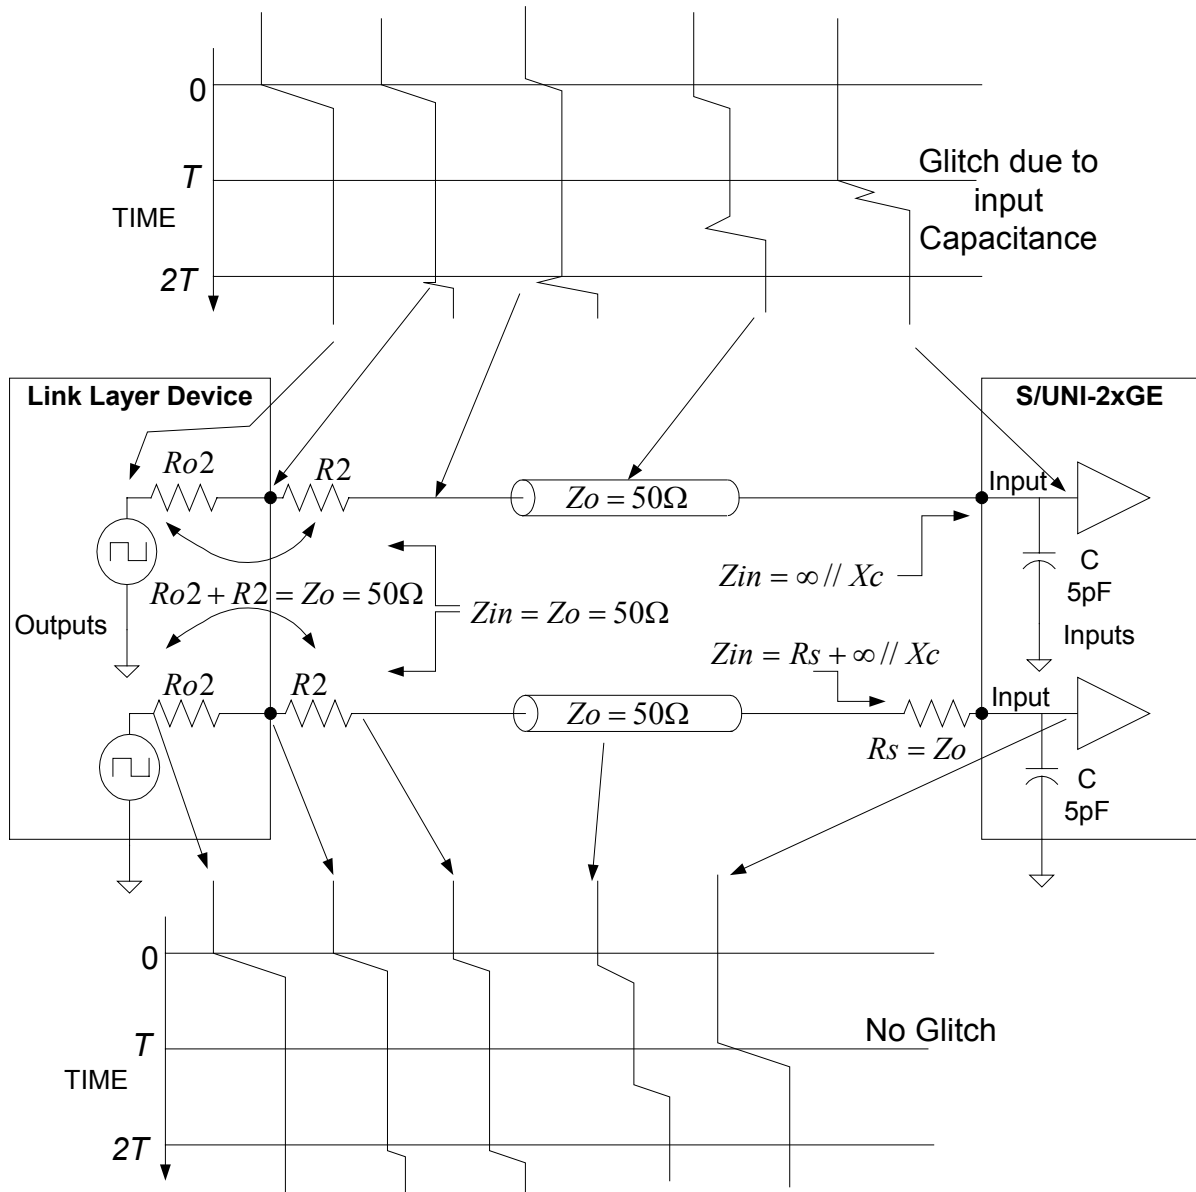 0
T
Glitch due to
input
Capacitance
TIME
2T
Link Layer Device
S/UNI-2xGE
Ro2
R2
Zo = 50Ω
Input
Zin = ∞ // Xc
C
5pF
Ro2 + R2 = Zo = 50Ω
Zin = Zo = 50Ω
Outputs
Inputs
Zin = Rs + ∞ // Xc
Ro2
R2
Zo = 50Ω
Input
Rs = Zo
C
5pF
0
No Glitch
T
TIME
2T